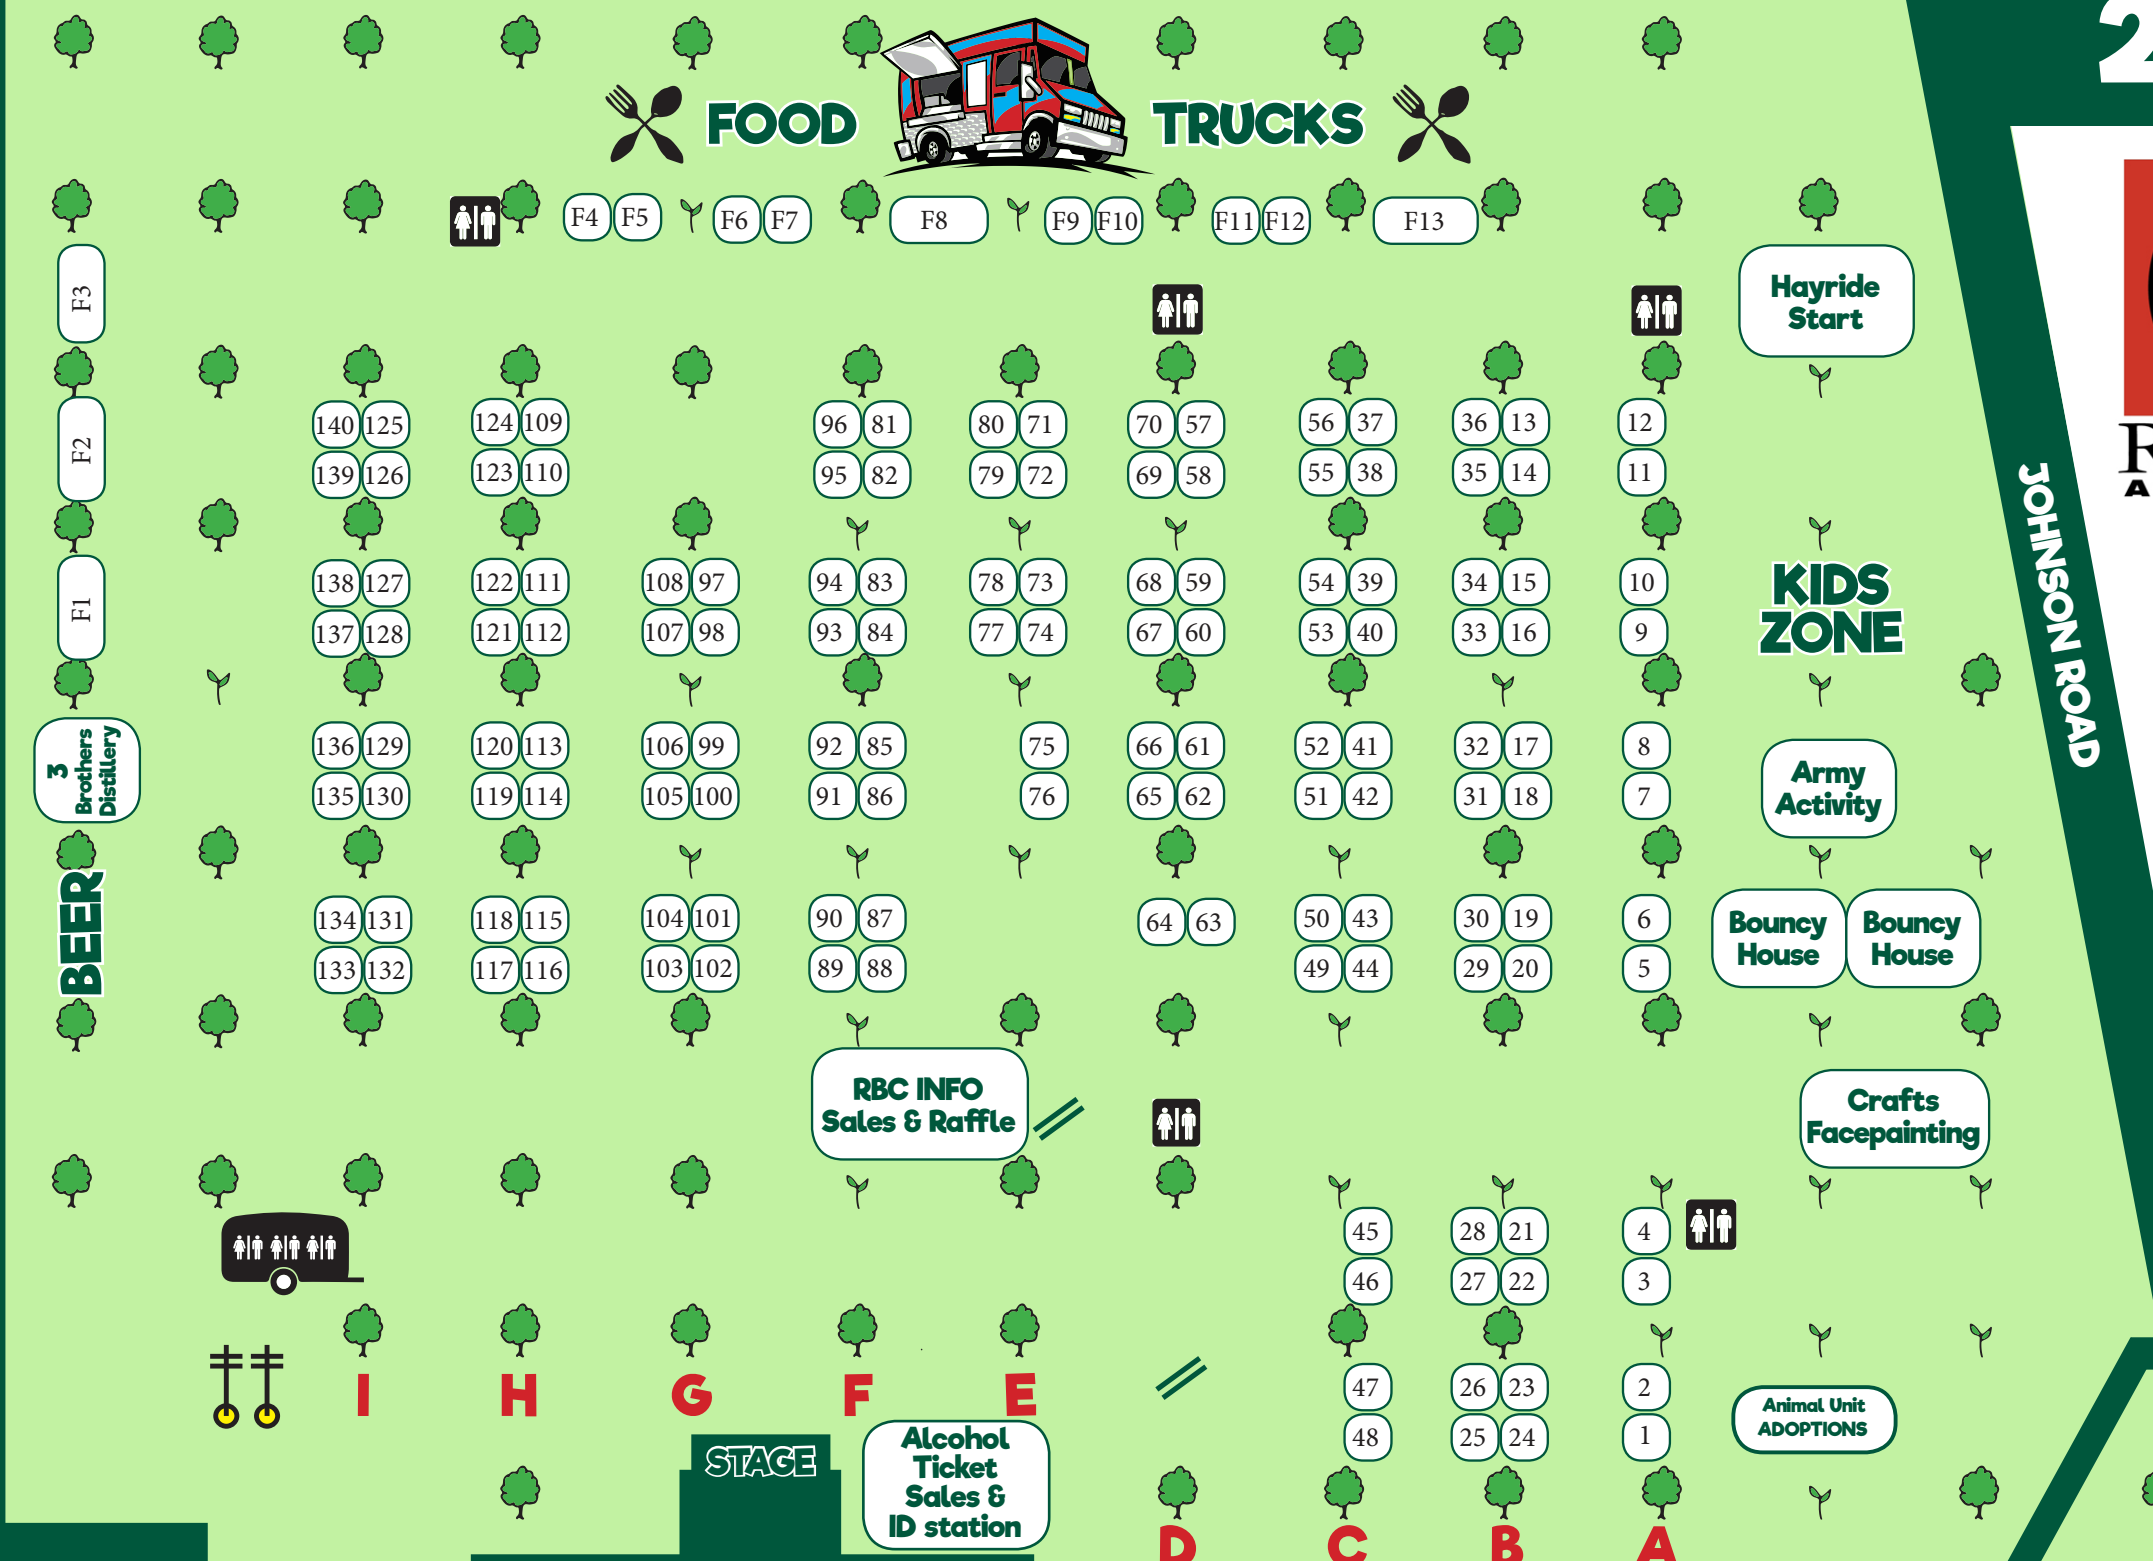 2
FOOD TRUCKS
F4 F5 F6 F7 F8 F9 F10 F11 F12 F13
F3
Hayride
Start
F2
140 125 124 109 96 81 80 71 70 57 56 37 36 13 12
139 126 123 110 95 82 79 72 69 58 55 38 35 14 11
R
A
JOHNSON ROAD
F1
138 127 122 111 108 97 94 83 78 73 68 59 54 39 34 15 10
137 128 121 112 107 98 93 84 77 74 67 60 53 40 33 16 9
KIDS
ZONE
3
Brothers
Distillery
136 129 120 113 106 99 92 85 75 66 61 52 41 32 17 8
135 130 119 114 105 100 91 86 76 65 62 51 42 31 18 7
Army
Activity
BEER
134 131 118 115 104 101 90 87 64 63 50 43 30 19 6
133 132 117 116 103 102 89 88 49 44 29 20 5
Bouncy
House
Bouncy
House
RBC INFO
Sales & Raffle
Crafts
Facepainting
45 28 21 4
46 27 22 3
47 26 23 2
48 25 24 1
I H G F E
Animal Unit
ADOPTIONS
STAGE
Alcohol
Ticket
Sales &
ID station
D C B A